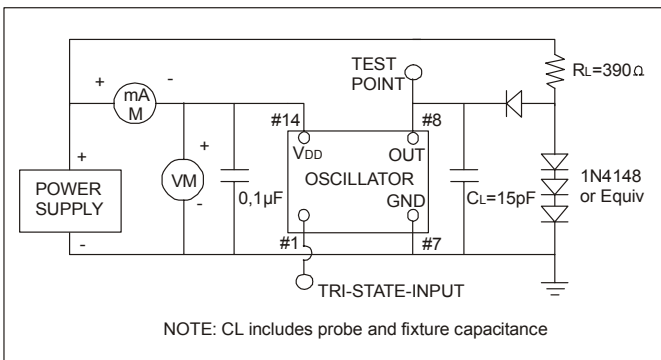 TEST
POINT
RL=390Ω
+
-
mA
M
#14
#8
+
+
VDD
OUT
OSCILLATOR
1N4148
or Equiv
POWER
SUPPLY
VM
0,1µF
CL=15pF
-
GND
-
#1
#7
TRI-STATE-INPUT
NOTE: CL includes probe and fixture capacitance